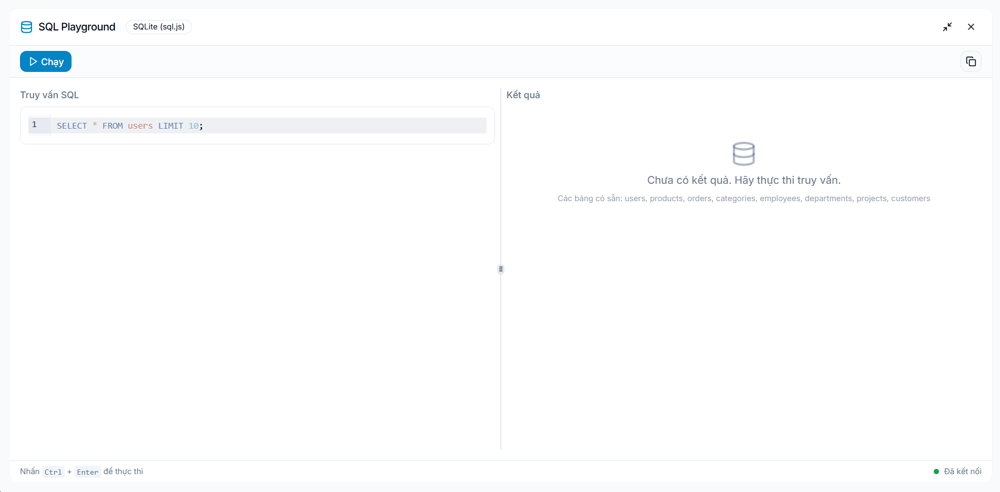 SQL Playground
SQLite (sql.js)
Chạy
Truy vấn SQL
1 SELECT * FROM users LIMIT 10;
Kết quả
Chưa có kết quả. Hãy thực thi truy vấn.
Các bảng có sẵn: users, products, orders, categories, employees, departments, projects, customers
Nhấn Ctrl + Enter để thực thi
Đã kết nối